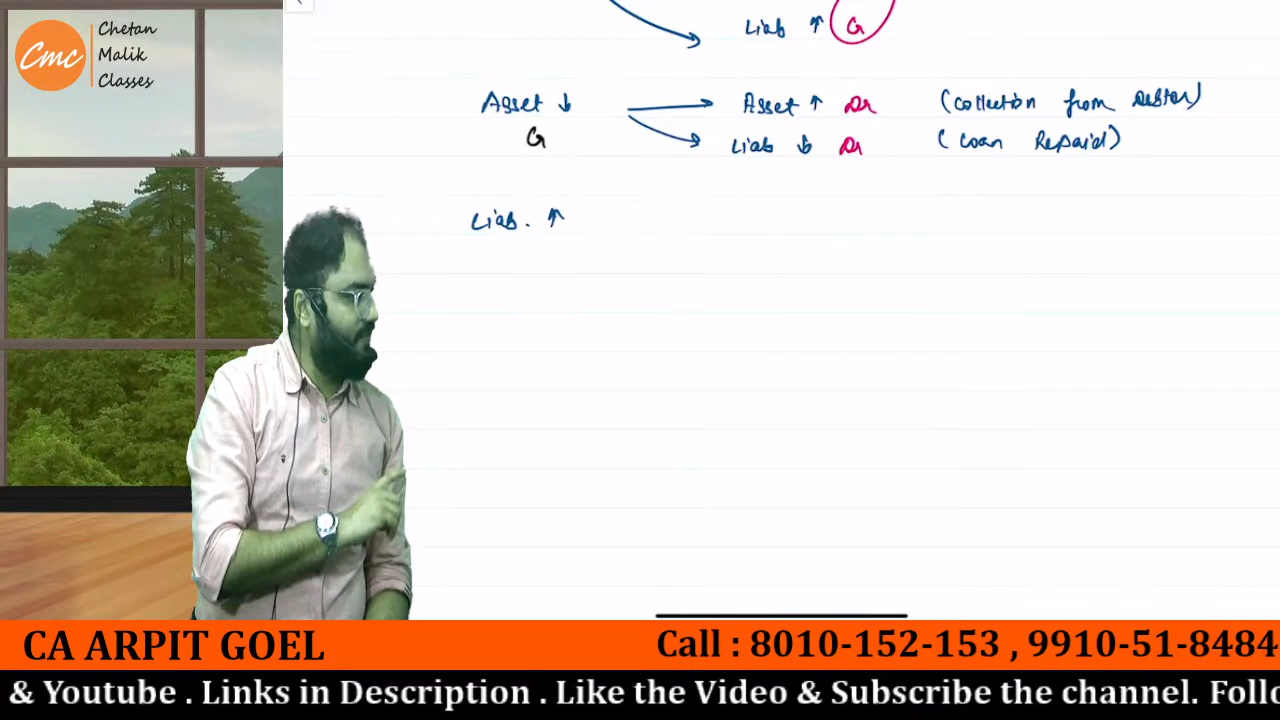 cmc
Chetan
Malik
Classes
Liab ↑ Cr
Asset ↓ Asset ↑ Dr (Collection from Debtor)
Cr Liab ↓ Dr (Loan Repaid)
Liab. ↑
CA ARPIT GOEL Call : 8010-152-153 , 9910-51-8484
& Youtube . Links in Description . Like the Video & Subscribe the channel. Follo